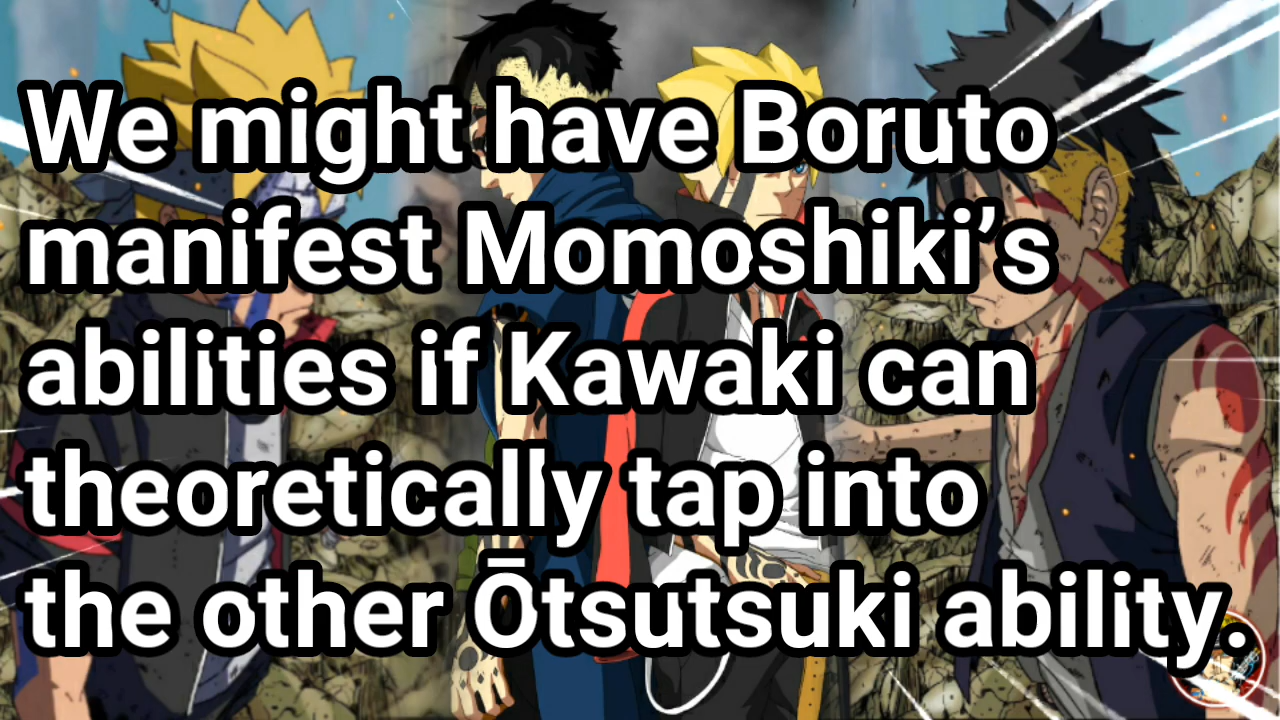 We might have Boruto
manifest Momoshiki’s
abilities if Kawaki can
theoretically tap into
the other Ōtsutsuki ability.